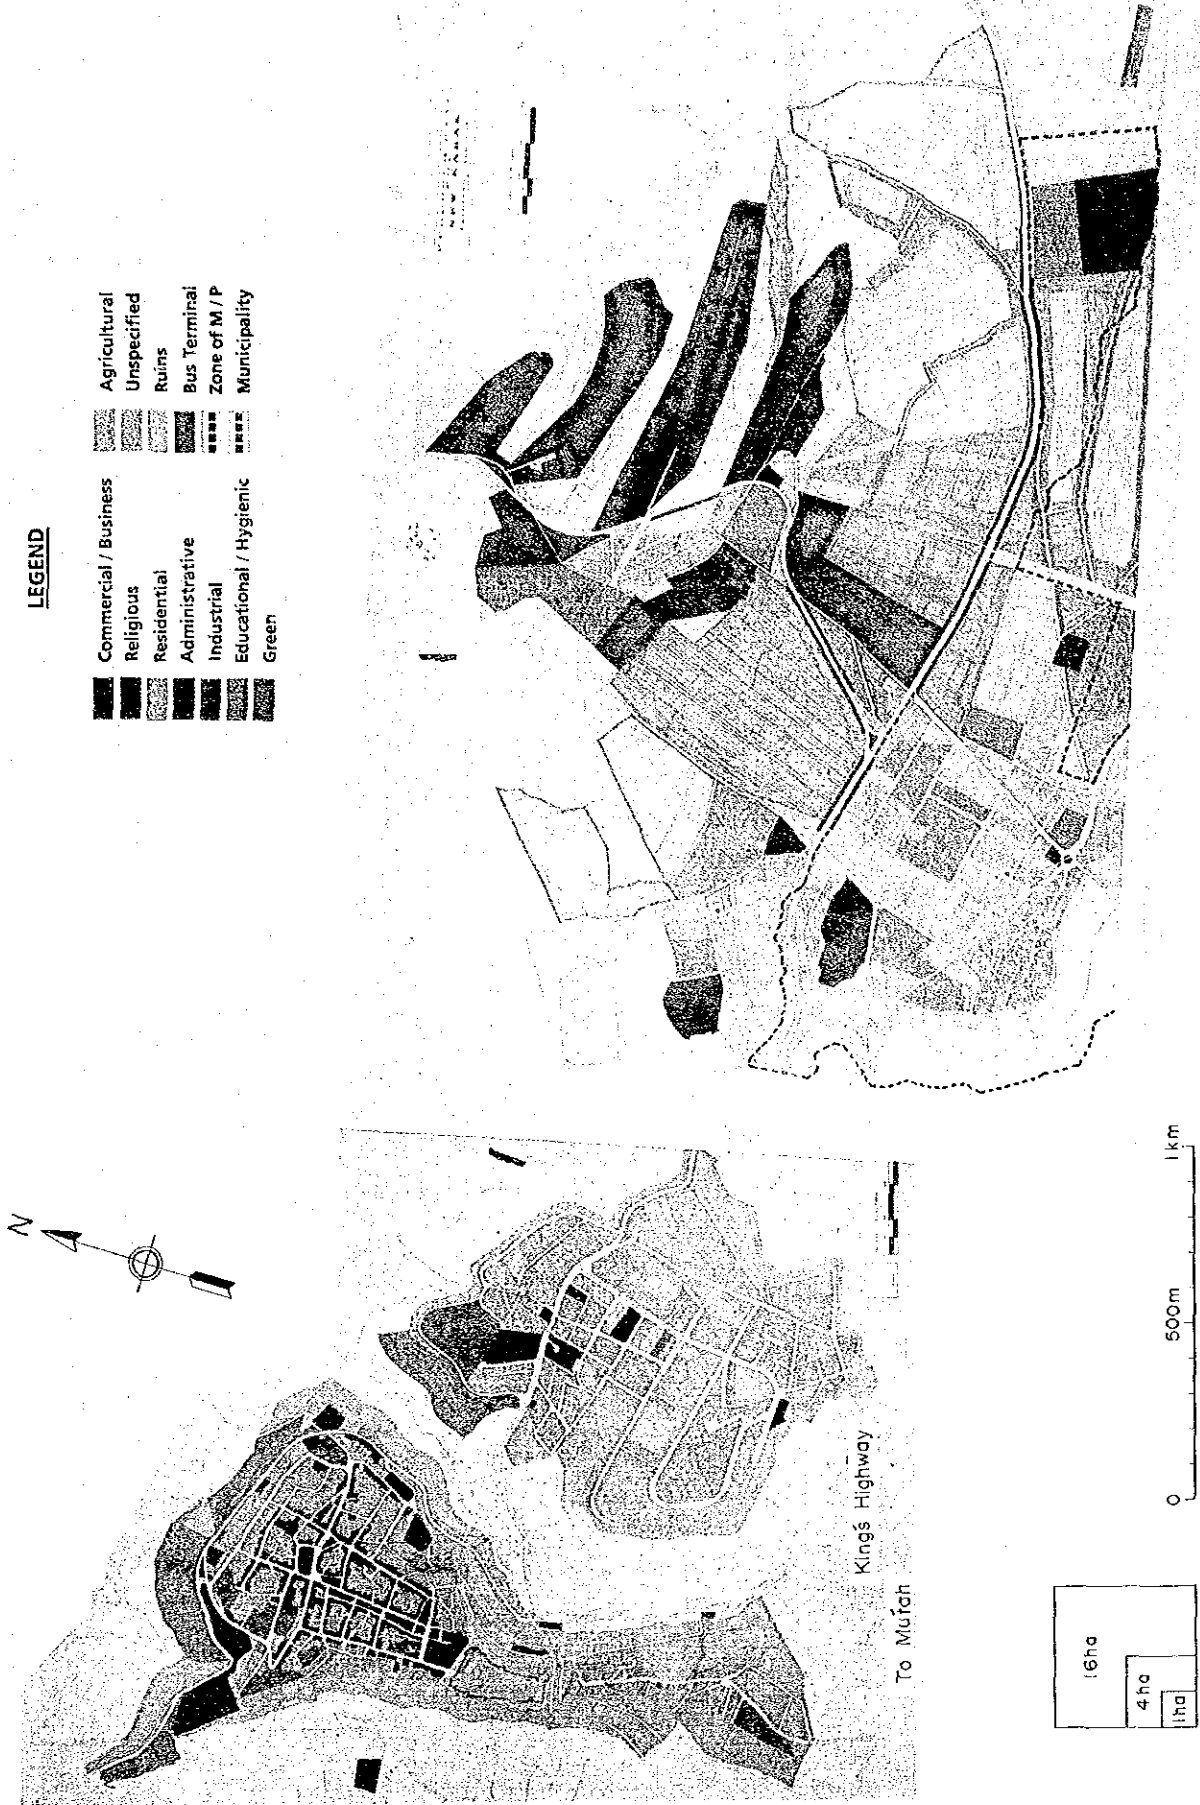 LEGEND
Commercial / Business
Religious
Residential
Administrative
Industrial
Educational / Hygienic
Green
Agricultural
Unspecified
Ruins
Bus Terminal
Zone of M / P
Municipality
N
Kings Highway
To Mutah
16ha
4ha
1ha
0
500m
1km